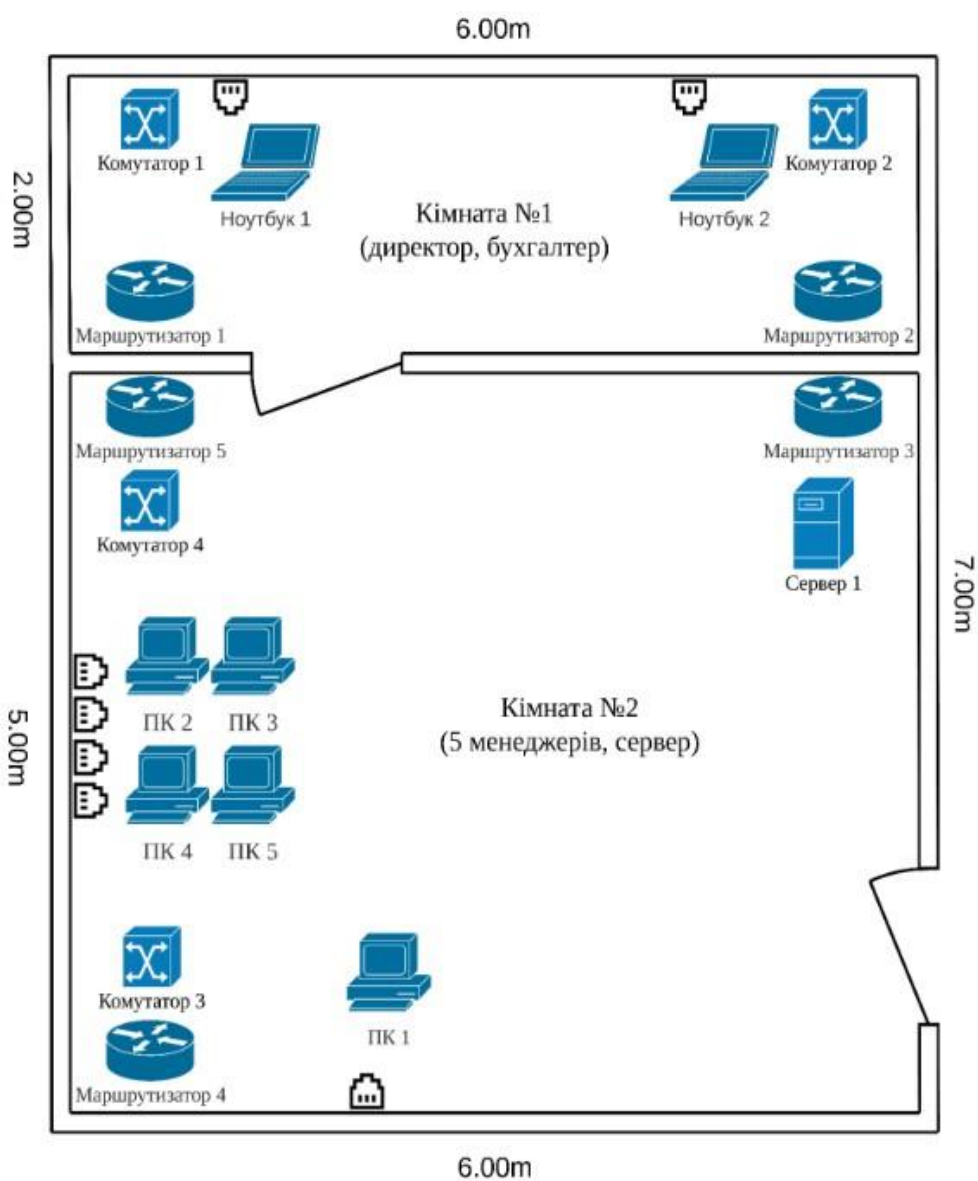 6.00m
Комутатор 1
Комутатор 2
Ноутбук 1
Ноутбук 2
2.00m
Кімната №1
(директор, бухгалтер)
Маршрутизатор 1
Маршрутизатор 2
Маршрутизатор 5
Маршрутизатор 3
Комутатор 4
Сервер 1
7.00m
ПК 2
ПК 3
Кімната №2
(5 менеджерів, сервер)
5.00m
ПК 4
ПК 5
Комутатор 3
ПК 1
Маршрутизатор 4
6.00m